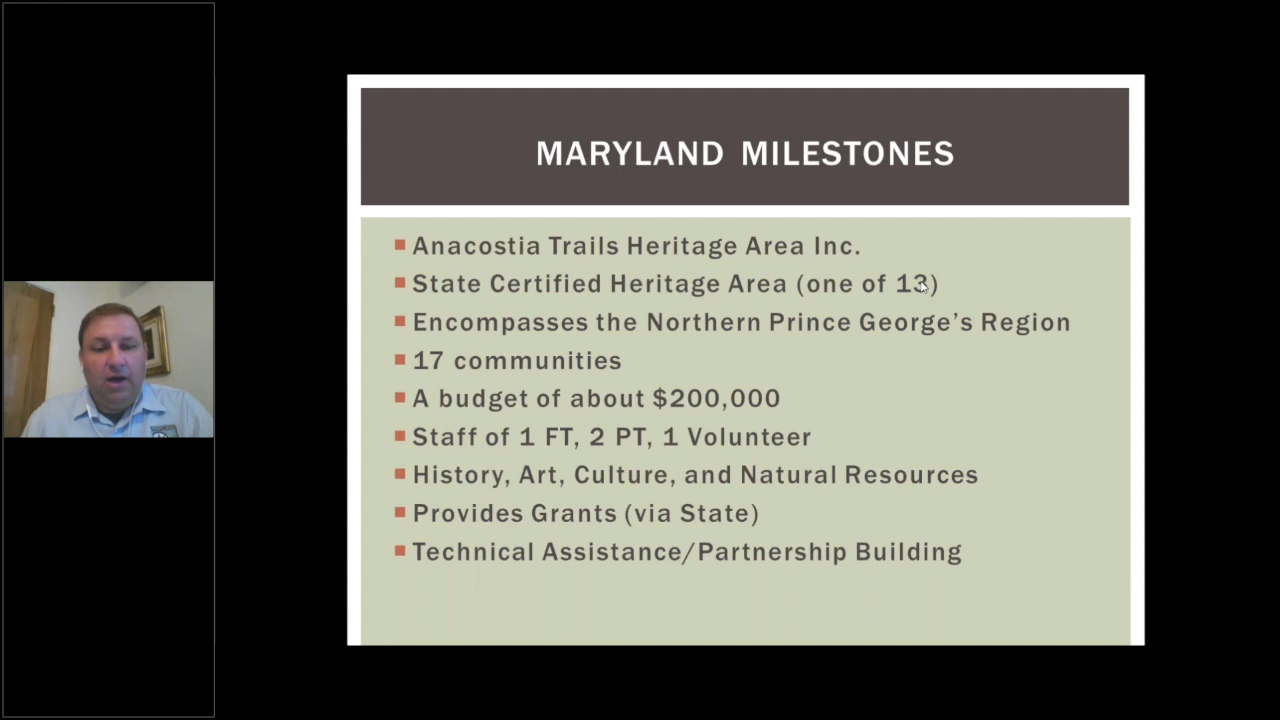 MARYLAND MILESTONES
Anacostia Trails Heritage Area Inc.
State Certified Heritage Area (one of 13)
Encompasses the Northern Prince George’s Region
17 communities
A budget of about $200,000
Staff of 1 FT, 2 PT, 1 Volunteer
History, Art, Culture, and Natural Resources
Provides Grants (via State)
Technical Assistance/Partnership Building